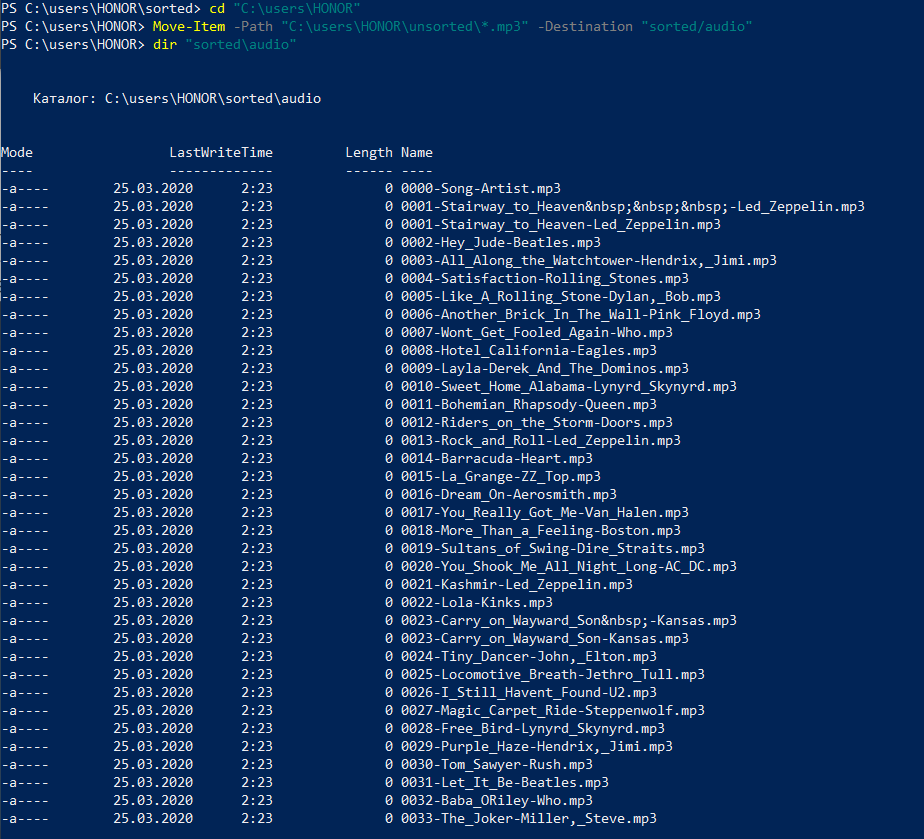 PS C:\users\HONOR\sorted> cd "C:\users\HONOR"
PS C:\users\HONOR> Move-Item -Path "C:\users\HONOR\unsorted\*.mp3" -Destination "sorted/audio"
PS C:\users\HONOR> dir "sorted\audio"
Каталог: C:\users\HONOR\sorted\audio
Mode LastWriteTime Length Name
---- ------------- ------ ----
-a---- 25.03.2020 2:23 0 0000-Song-Artist.mp3
-a---- 25.03.2020 2:23 0 0001-Stairway_to_Heaven&nbsp;&nbsp;&nbsp;-Led_Zeppelin.mp3
-a---- 25.03.2020 2:23 0 0001-Stairway_to_Heaven-Led_Zeppelin.mp3
-a---- 25.03.2020 2:23 0 0002-Hey_Jude-Beatles.mp3
-a---- 25.03.2020 2:23 0 0003-All_Along_the_Watchtower-Hendrix,_Jimi.mp3
-a---- 25.03.2020 2:23 0 0004-Satisfaction-Rolling_Stones.mp3
-a---- 25.03.2020 2:23 0 0005-Like_A_Rolling_Stone-Dylan,_Bob.mp3
-a---- 25.03.2020 2:23 0 0006-Another_Brick_In_The_Wall-Pink_Floyd.mp3
-a---- 25.03.2020 2:23 0 0007-Wont_Get_Fooled_Again-Who.mp3
-a---- 25.03.2020 2:23 0 0008-Hotel_California-Eagles.mp3
-a---- 25.03.2020 2:23 0 0009-Layla-Derek_And_The_Dominos.mp3
-a---- 25.03.2020 2:23 0 0010-Sweet_Home_Alabama-Lynyrd_Skynyrd.mp3
-a---- 25.03.2020 2:23 0 0011-Bohemian_Rhapsody-Queen.mp3
-a---- 25.03.2020 2:23 0 0012-Riders_on_the_Storm-Doors.mp3
-a---- 25.03.2020 2:23 0 0013-Rock_and_Roll-Led_Zeppelin.mp3
-a---- 25.03.2020 2:23 0 0014-Barracuda-Heart.mp3
-a---- 25.03.2020 2:23 0 0015-La_Grange-ZZ_Top.mp3
-a---- 25.03.2020 2:23 0 0016-Dream_On-Aerosmith.mp3
-a---- 25.03.2020 2:23 0 0017-You_Really_Got_Me-Van_Halen.mp3
-a---- 25.03.2020 2:23 0 0018-More_Than_a_Feeling-Boston.mp3
-a---- 25.03.2020 2:23 0 0019-Sultans_of_Swing-Dire_Straits.mp3
-a---- 25.03.2020 2:23 0 0020-You_Shook_Me_All_Night_Long-AC_DC.mp3
-a---- 25.03.2020 2:23 0 0021-Kashmir-Led_Zeppelin.mp3
-a---- 25.03.2020 2:23 0 0022-Lola-Kinks.mp3
-a---- 25.03.2020 2:23 0 0023-Carry_on_Wayward_Son&nbsp;-Kansas.mp3
-a---- 25.03.2020 2:23 0 0023-Carry_on_Wayward_Son-Kansas.mp3
-a---- 25.03.2020 2:23 0 0024-Tiny_Dancer-John,_Elton.mp3
-a---- 25.03.2020 2:23 0 0025-Locomotive_Breath-Jethro_Tull.mp3
-a---- 25.03.2020 2:23 0 0026-I_Still_Havent_Found-U2.mp3
-a---- 25.03.2020 2:23 0 0027-Magic_Carpet_Ride-Steppenwolf.mp3
-a---- 25.03.2020 2:23 0 0028-Free_Bird-Lynyrd_Skynyrd.mp3
-a---- 25.03.2020 2:23 0 0029-Purple_Haze-Hendrix,_Jimi.mp3
-a---- 25.03.2020 2:23 0 0030-Tom_Sawyer-Rush.mp3
-a---- 25.03.2020 2:23 0 0031-Let_It_Be-Beatles.mp3
-a---- 25.03.2020 2:23 0 0032-Baba_ORiley-Who.mp3
-a---- 25.03.2020 2:23 0 0033-The_Joker-Miller,_Steve.mp3